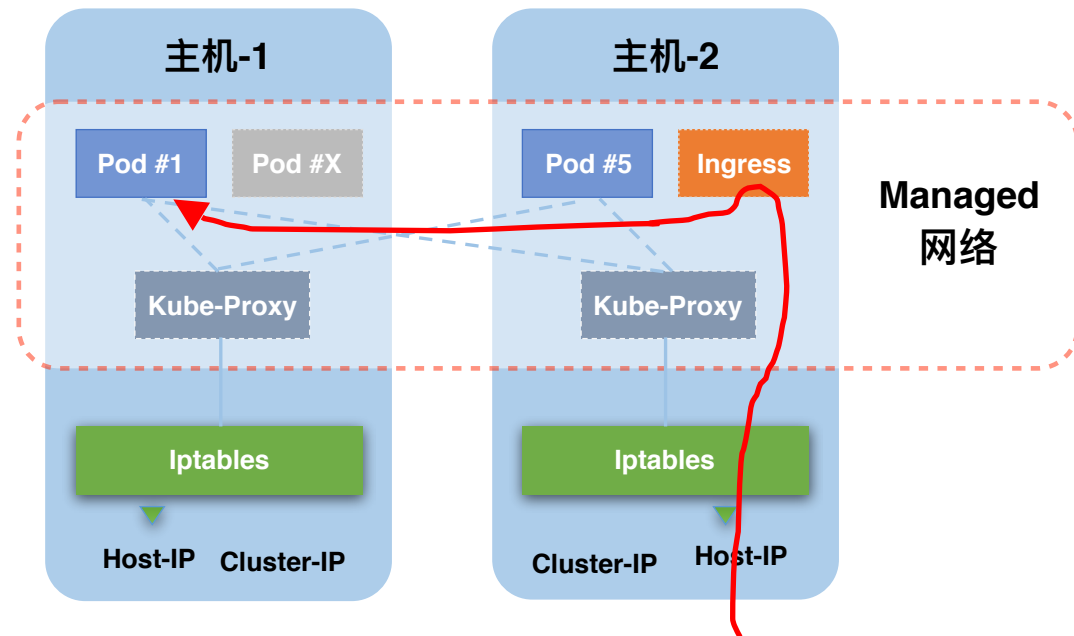 主机-1
主机-2
Pod #1
Pod #X
Pod #5
Ingress
Managed
网络
Kube-Proxy
Kube-Proxy
Iptables
Iptables
Host-IP
Cluster-IP
Cluster-IP
Host-IP